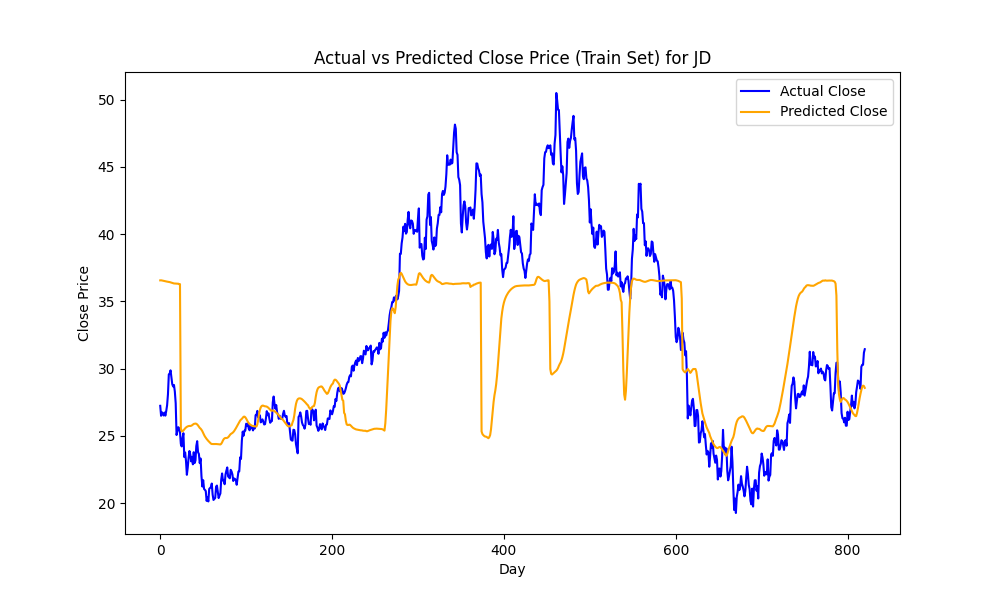 Actual vs Predicted Close Price (Train Set) for JD
Actual Close
Predicted Close
Close Price
50
45
40
35
30
25
20
0 200 400 600 800
Day